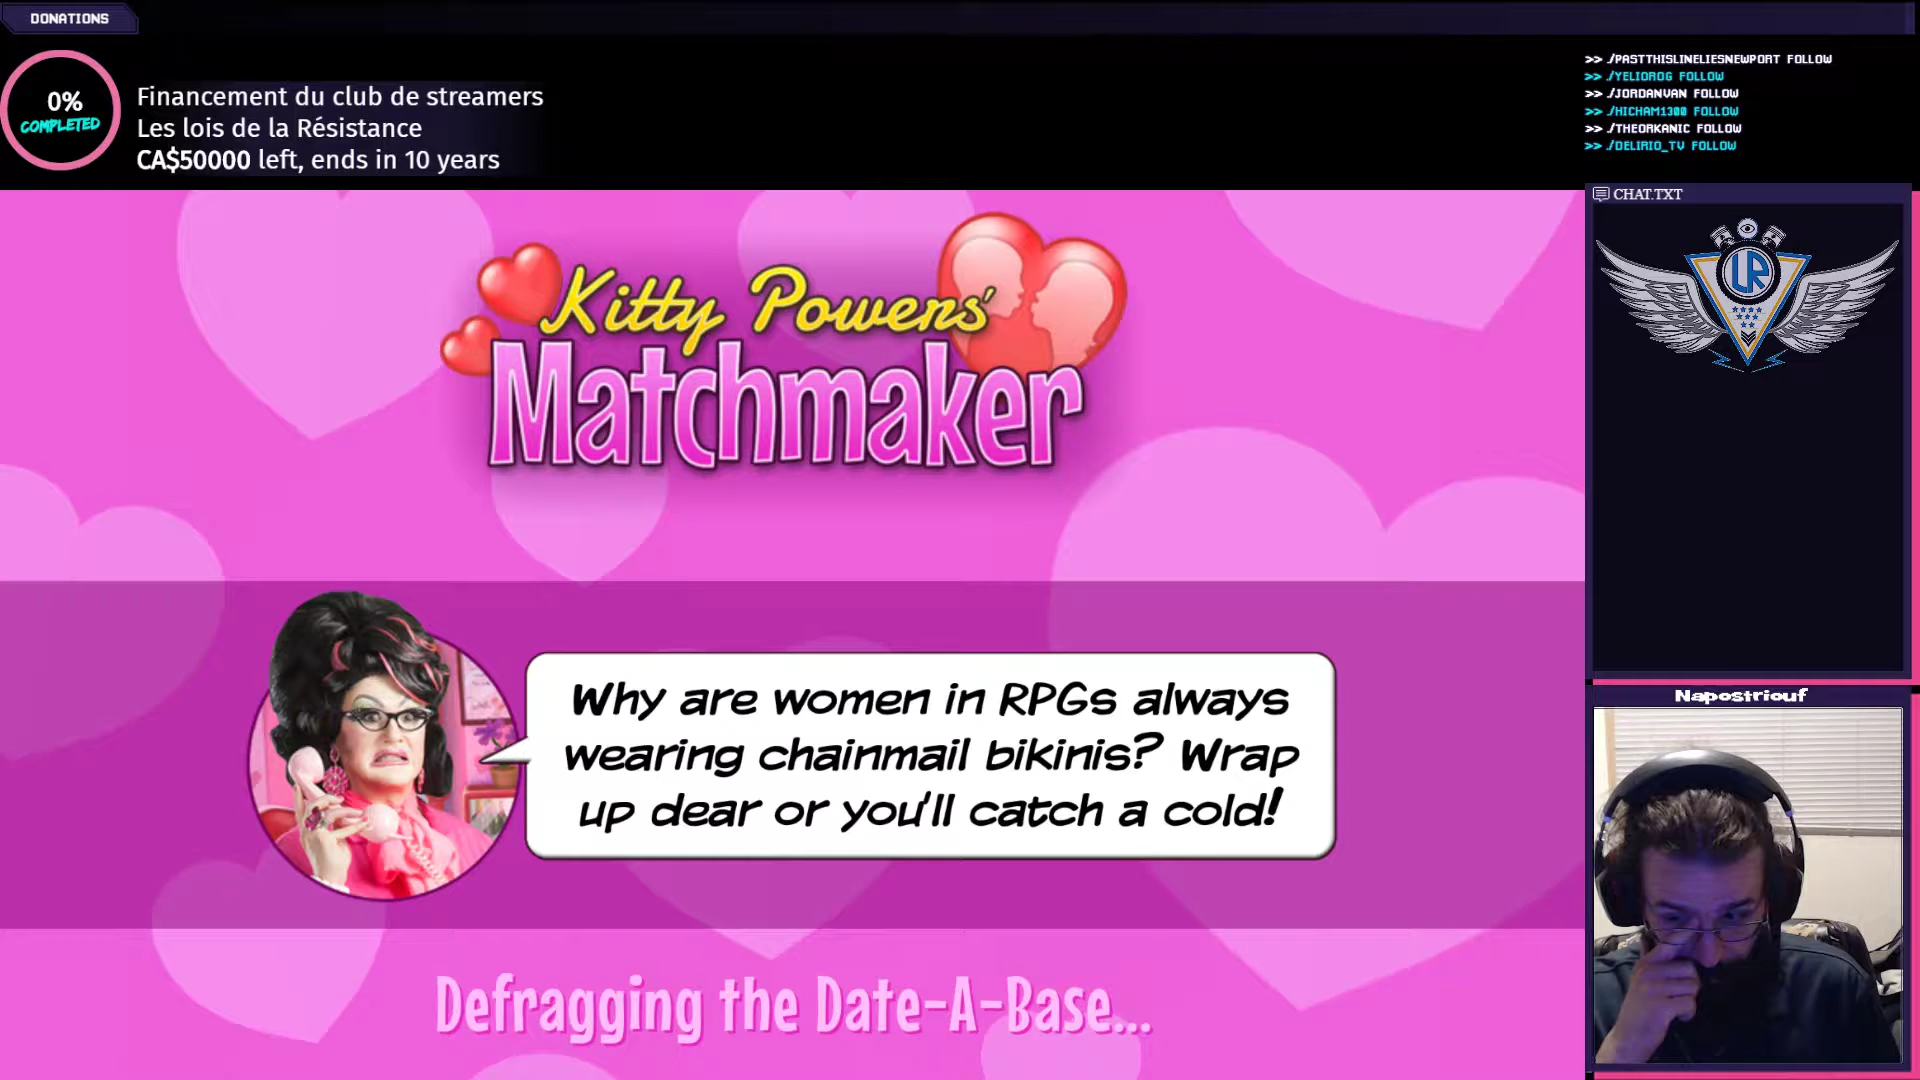 DONATIONS
0%
COMPLETED
Financement du club de streamers
Les lois de la Résistance
CA$50000 left, ends in 10 years
>> ./PASTTHISLINELIESNEWPORT FOLLOW
>> ./YELIOROG FOLLOW
>> ./JORDANVAN FOLLOW
>> ./HICHAM1300 FOLLOW
>> ./THEORKANIC FOLLOW
>> ./DELIRIO_TV FOLLOW
CHAT.TXT
LR
Kitty Powers'
Matchmaker
Why are women in RPGs always
wearing chainmail bikinis? Wrap
up dear or you'll catch a cold!
Napostriouf
Defragging the Date-A-Base...